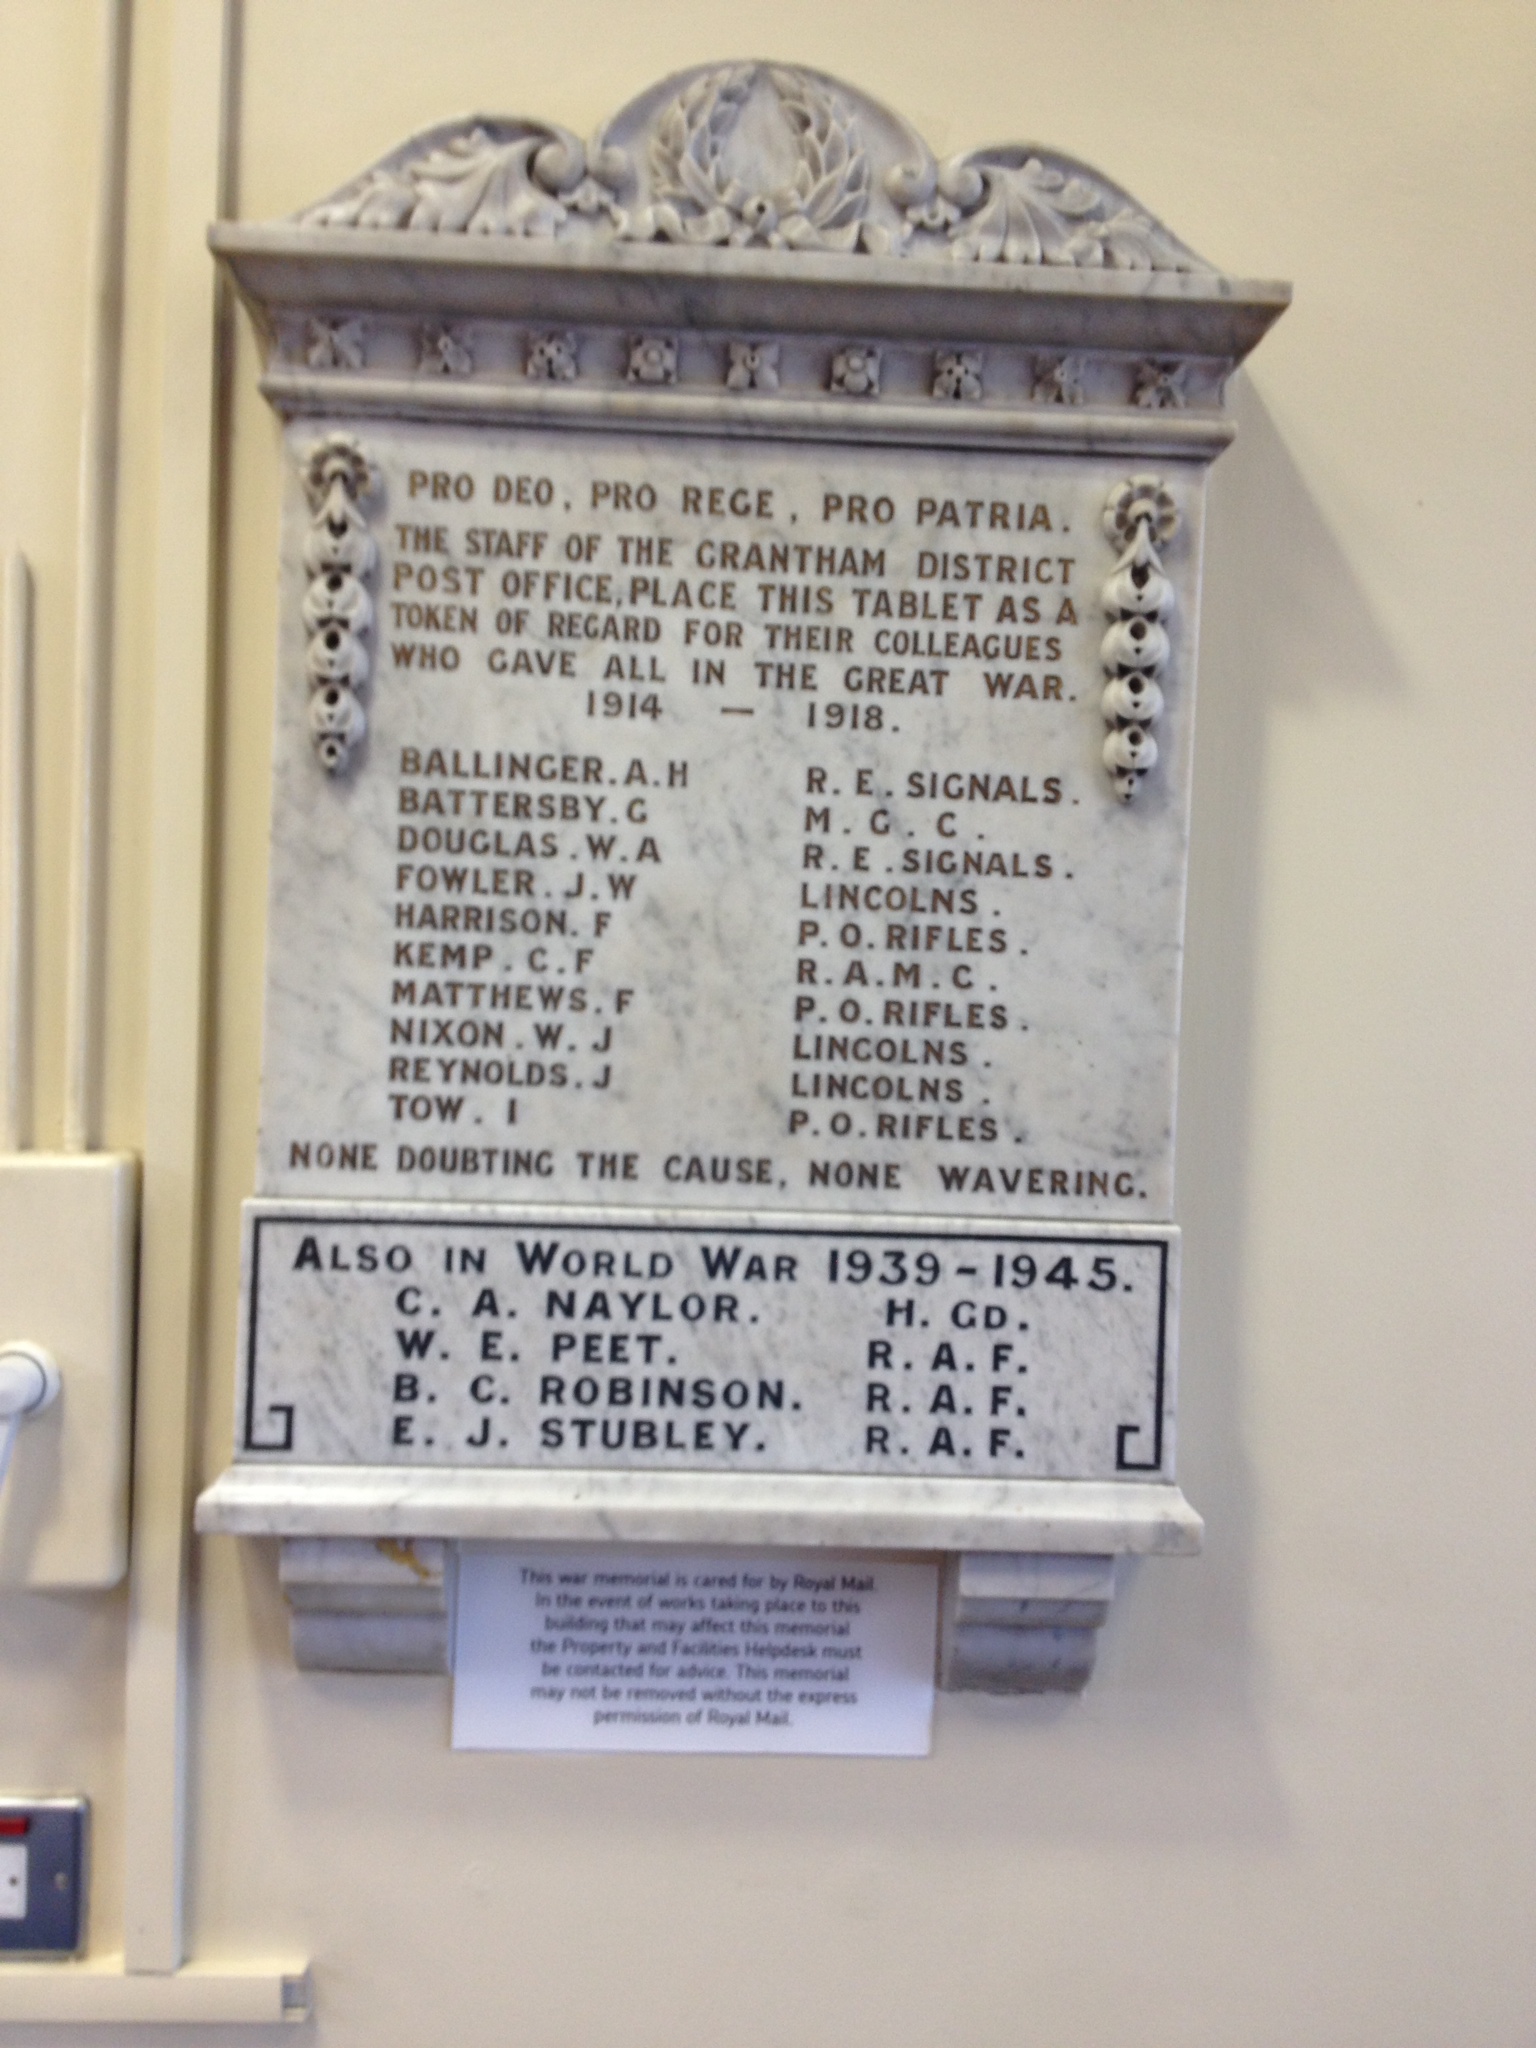 PRO DEO, PRO REGE, PRO PATRIA.
THE STAFF OF THE GRANTHAM DISTRICT
POST OFFICE, PLACE THIS TABLET AS A
TOKEN OF REGARD FOR THEIR COLLEAGUES
WHO GAVE ALL IN THE GREAT WAR.
1914 — 1918.
BALLINGER. A. H R. E. SIGNALS.
BATTERSBY. G M. G. C.
DOUGLAS. W. A R. E. SIGNALS.
FOWLER. J. W LINCOLNS.
HARRISON. F P. O. RIFLES.
KEMP. C. F R. A. M. C.
MATTHEWS. F P. O. RIFLES.
NIXON. W. J LINCOLNS.
REYNOLDS. J LINCOLNS.
TOW. I P. O. RIFLES.
NONE DOUBTING THE CAUSE, NONE WAVERING.
ALSO IN WORLD WAR 1939-1945.
C. A. NAYLOR. H. GD.
W. E. PEET. R. A. F.
B. C. ROBINSON. R. A. F.
E. J. STUBLEY. R. A. F.
This war memorial is cared for by Royal Mail.
In the event of works taking place to this
building that may affect this memorial
the Property and Facilities Helpdesk must
be contacted for advice. This memorial
may not be removed without the express
permission of Royal Mail.